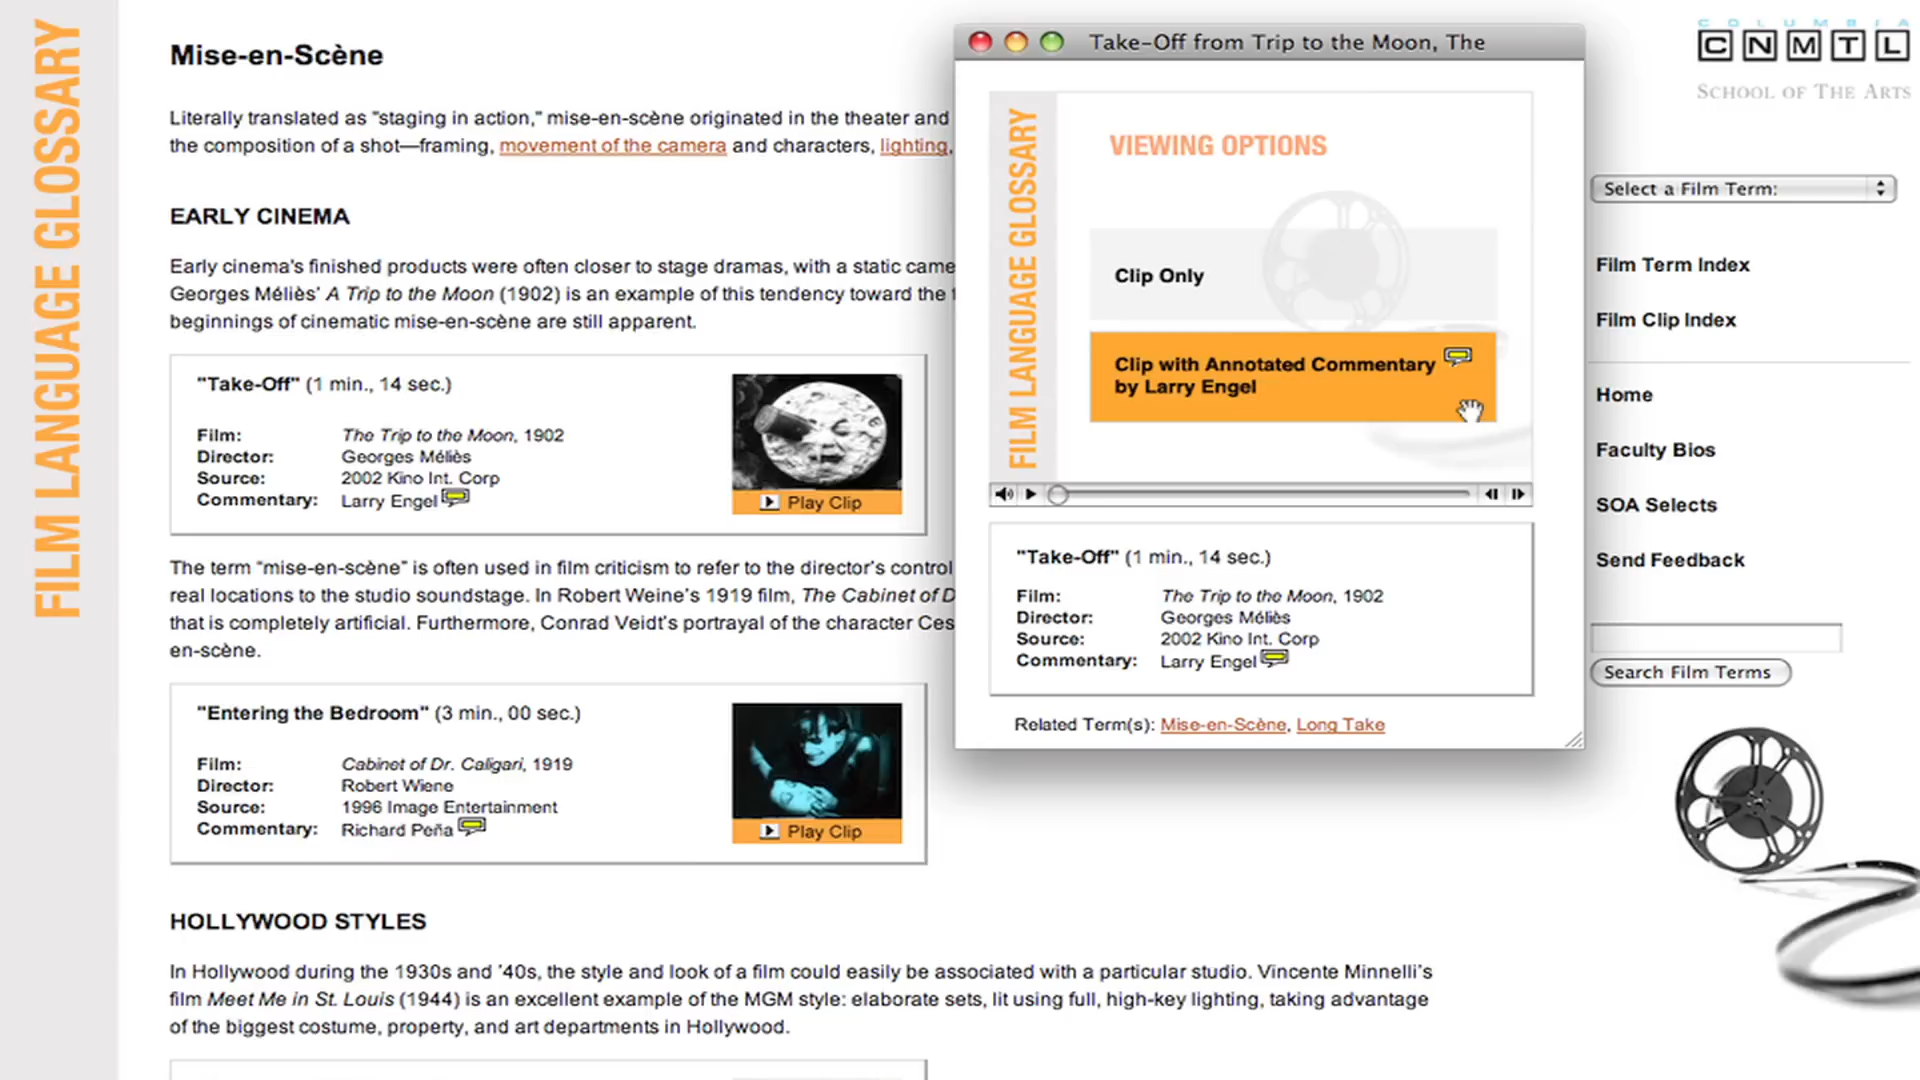 FILM LANGUAGE GLOSSARY
Mise-en-Scène
Literally translated as "staging in action," mise-en-scène originated in the theater and
the composition of a shot—framing, movement of the camera and characters, lighting,
EARLY CINEMA
Early cinema's finished products were often closer to stage dramas, with a static came
Georges Méliès' A Trip to the Moon (1902) is an example of this tendency toward the
beginnings of cinematic mise-en-scène are still apparent.
"Take-Off" (1 min., 14 sec.)
Film: The Trip to the Moon, 1902
Director: Georges Méliès
Source: 2002 Kino Int. Corp
Commentary: Larry Engel
Play Clip
The term “mise-en-scène” is often used in film criticism to refer to the director’s control
real locations to the studio soundstage. In Robert Weine’s 1919 film, The Cabinet of D
that is completely artificial. Furthermore, Conrad Veidt’s portrayal of the character Ces
en-scène.
"Entering the Bedroom" (3 min., 00 sec.)
Film: Cabinet of Dr. Caligari, 1919
Director: Robert Wiene
Source: 1996 Image Entertainment
Commentary: Richard Peña
Play Clip
HOLLYWOOD STYLES
In Hollywood during the 1930s and ’40s, the style and look of a film could easily be associated with a particular studio. Vincente Minnelli’s
film Meet Me in St. Louis (1944) is an excellent example of the MGM style: elaborate sets, lit using full, high-key lighting, taking advantage
of the biggest costume, property, and art departments in Hollywood.
Take-Off from Trip to the Moon, The
FILM LANGUAGE GLOSSARY
VIEWING OPTIONS
Clip Only
Clip with Annotated Commentary
by Larry Engel
"Take-Off" (1 min., 14 sec.)
Film: The Trip to the Moon, 1902
Director: Georges Méliès
Source: 2002 Kino Int. Corp
Commentary: Larry Engel
Related Term(s): Mise-en-Scène, Long Take
COLUMBIA
CNMTL
SCHOOL OF THE ARTS
Select a Film Term:
Film Term Index
Film Clip Index
Home
Faculty Bios
SOA Selects
Send Feedback
Search Film Terms